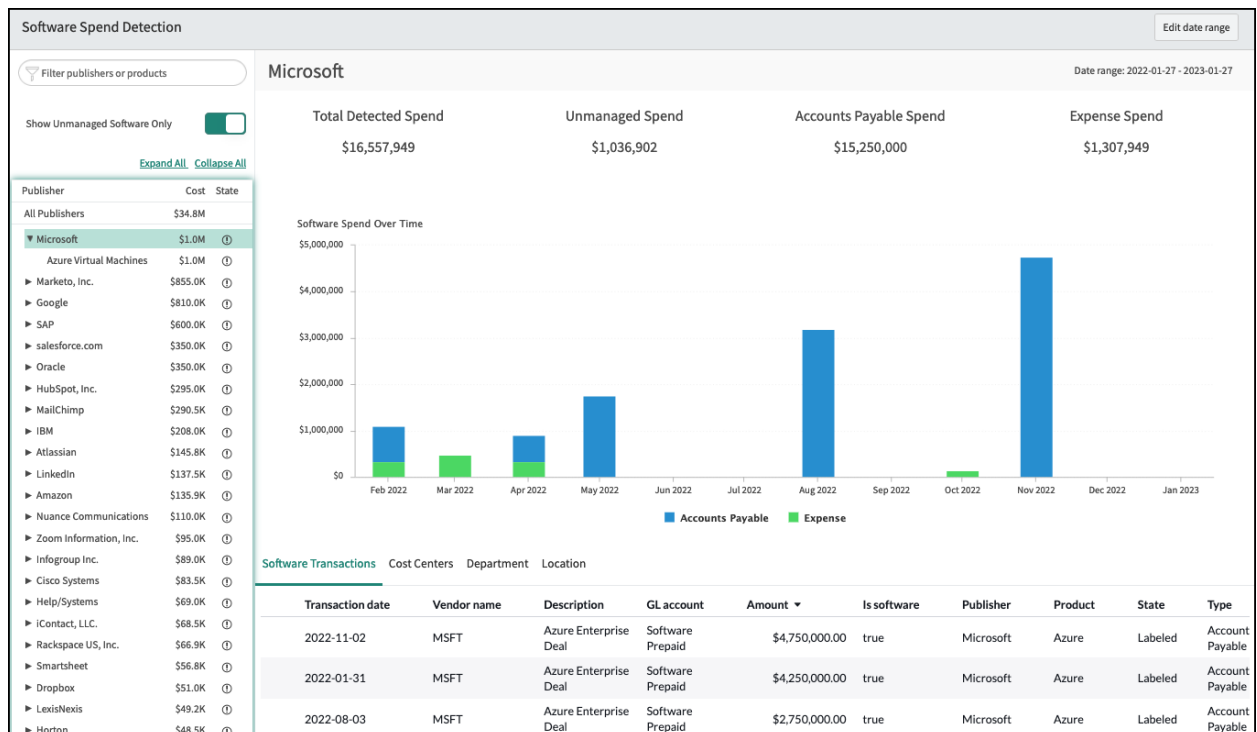 Software Spend Detection
Edit date range
Filter publishers or products
Show Unmanaged Software Only
Expand All Collapse All
Publisher Cost State
All Publishers $34.8M
Microsoft $1.0M
Azure Virtual Machines $1.0M
Marketo, Inc. $855.0K
Google $810.0K
SAP $600.0K
salesforce.com $350.0K
Oracle $350.0K
HubSpot, Inc. $295.0K
MailChimp $290.5K
IBM $208.0K
Atlassian $145.8K
LinkedIn $137.5K
Amazon $135.9K
Nuance Communications $110.0K
Zoom Information, Inc. $95.0K
Infogroup Inc. $89.0K
Cisco Systems $83.5K
Help/Systems $69.0K
iContact, LLC. $68.5K
Rackspace US, Inc. $66.9K
Smartsheet $56.8K
Dropbox $51.0K
LexisNexis $49.2K
Horton $48.5K
Microsoft
Date range: 2022-01-27 - 2023-01-27
Total Detected Spend Unmanaged Spend Accounts Payable Spend Expense Spend
$16,557,949 $1,036,902 $15,250,000 $1,307,949
Software Spend Over Time
$5,000,000
$4,000,000
$3,000,000
$2,000,000
$1,000,000
$0
Feb 2022 Mar 2022 Apr 2022 May 2022 Jun 2022 Jul 2022 Aug 2022 Sep 2022 Oct 2022 Nov 2022 Dec 2022 Jan 2023
Accounts Payable Expense
Software Transactions Cost Centers Department Location
Transaction date Vendor name Description GL account Amount ▼ Is software Publisher Product State Type
2022-11-02 MSFT Azure Enterprise Deal Software Prepaid $4,750,000.00 true Microsoft Azure Labeled Account Payable
2022-01-31 MSFT Azure Enterprise Deal Software Prepaid $4,250,000.00 true Microsoft Azure Labeled Account Payable
2022-08-03 MSFT Azure Enterprise Deal Software Prepaid $2,750,000.00 true Microsoft Azure Labeled Account Payable